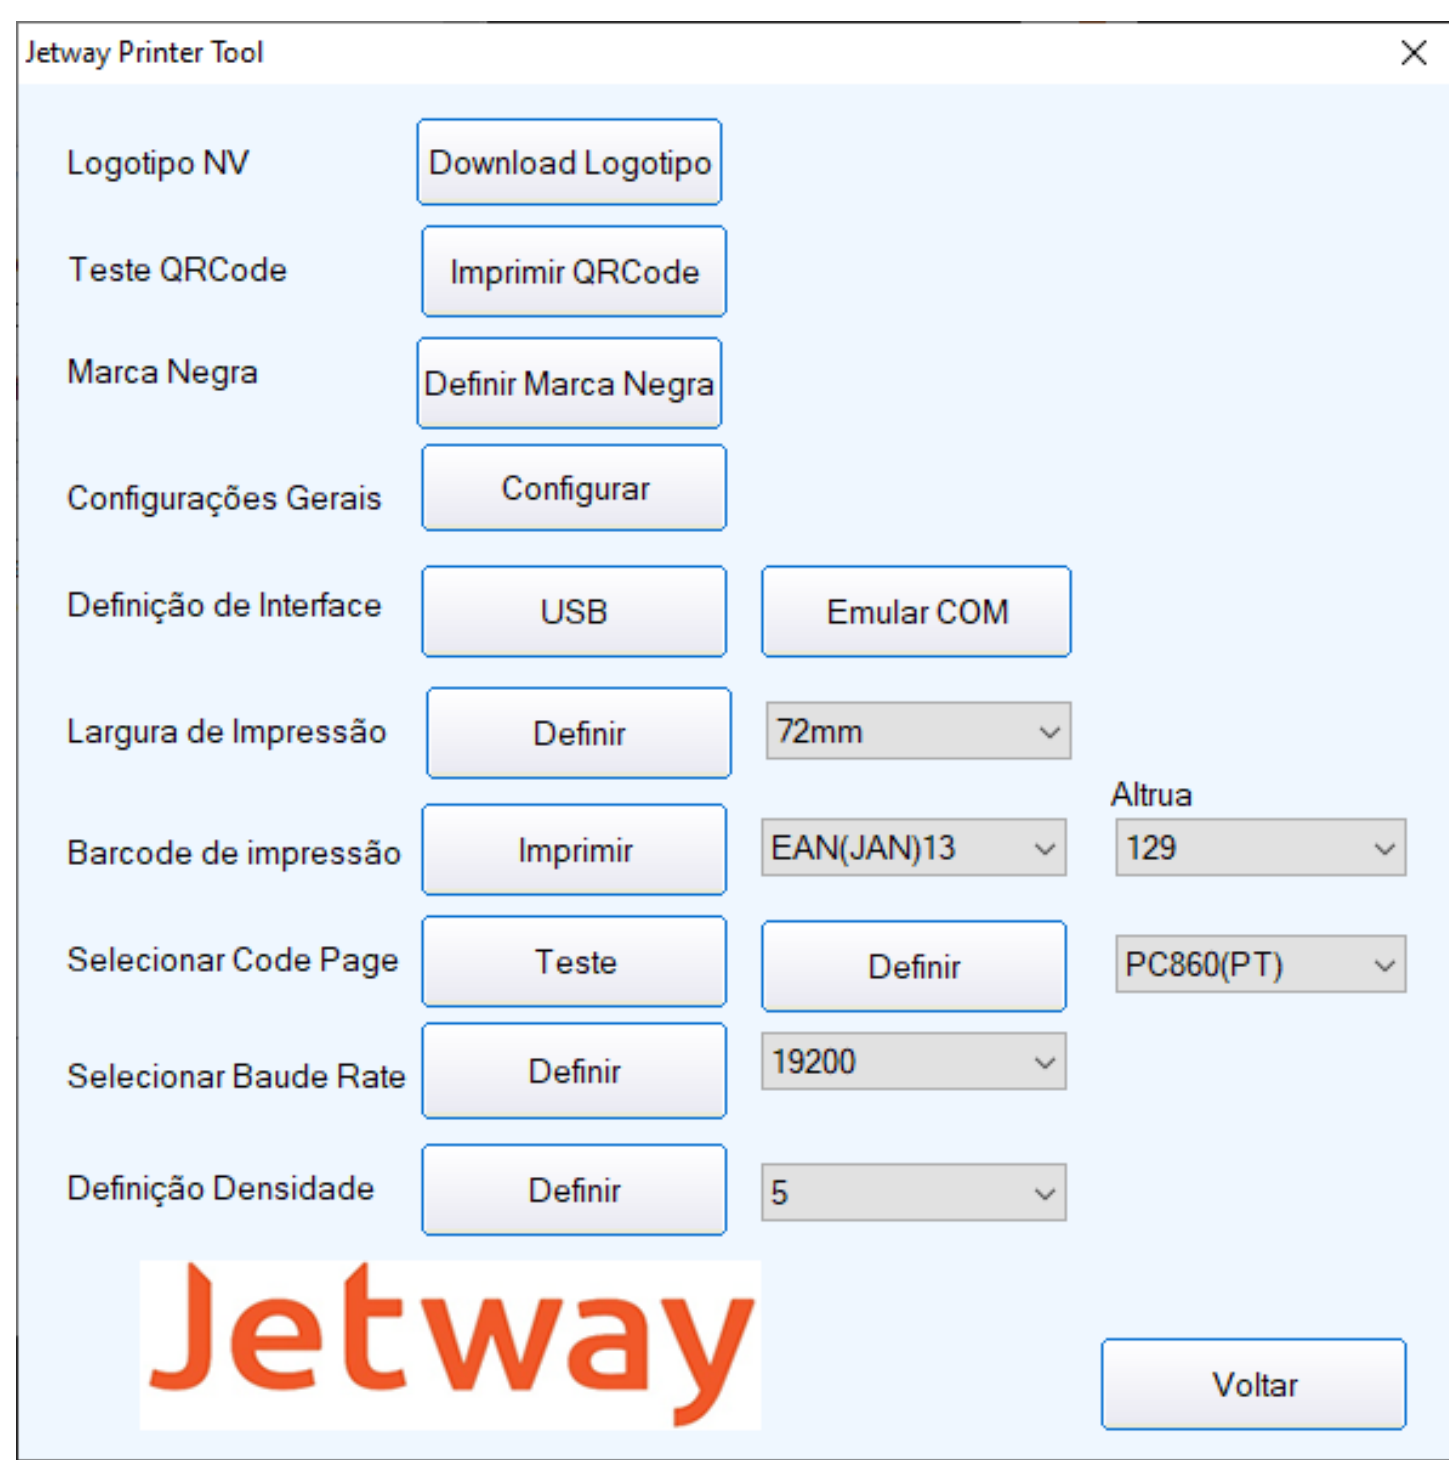 Jetway Printer Tool
Logotipo NV Download Logotipo
Teste QRCode Imprimir QRCode
Marca Negra Definir Marca Negra
Configurações Gerais Configurar
Definição de Interface USB Emular COM
Largura de Impressão Definir 72mm
Altrua
Barcode de impressão Imprimir EAN(JAN)13 129
Selecionar Code Page Teste Definir PC860(PT)
Selecionar Baude Rate Definir 19200
Definição Densidade Definir 5
Jetway
Voltar